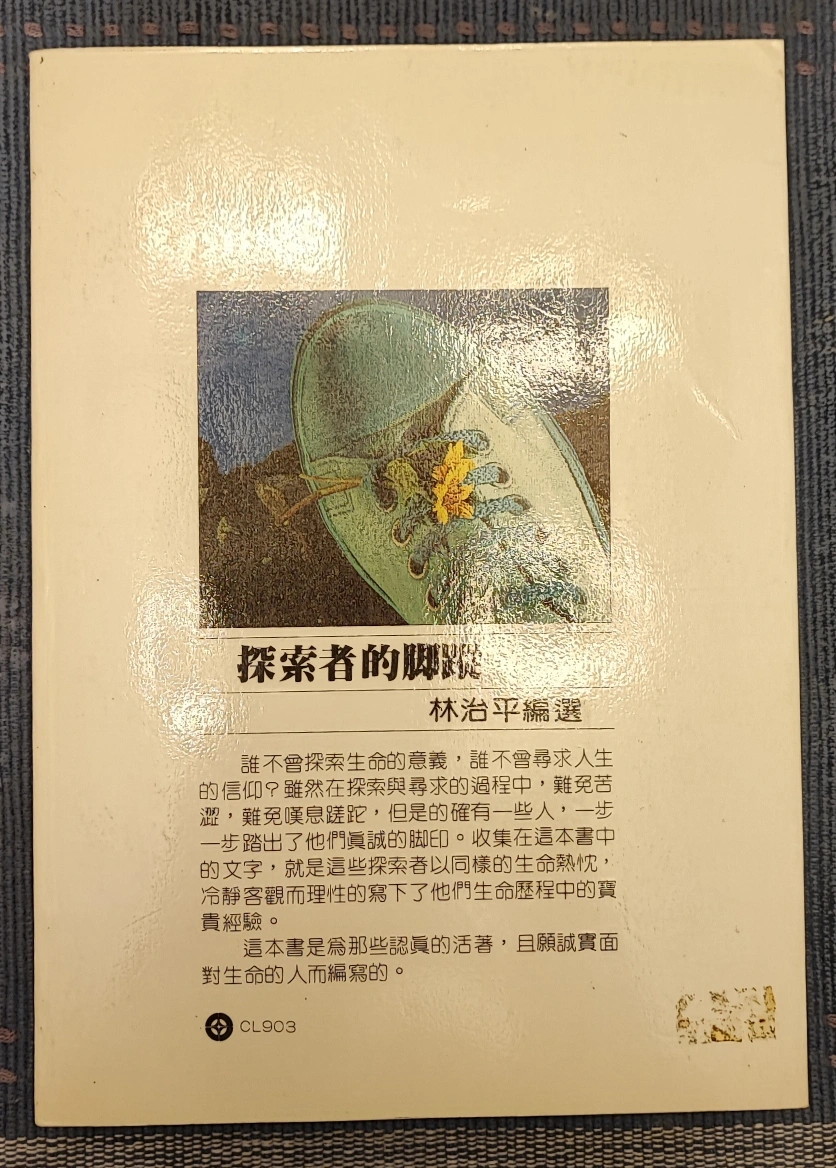 探索者的脚蹤
林治平編選
誰不曾探索生命的意義，誰不曾尋求人生
的信仰？雖然在探索與尋求的過程中，難免苦
澀，難免嘆息蹉跎，但是的確有一些人，一步
一步踏出了他們眞誠的脚印。收集在這本書中
的文字，就是這些探索者以同樣的生命熱忱，
冷靜客觀而理性的寫下了他們生命歷程中的寶
貴經驗。
這本書是爲那些認眞的活著，且願誠實面
對生命的人而編寫的。
CL903